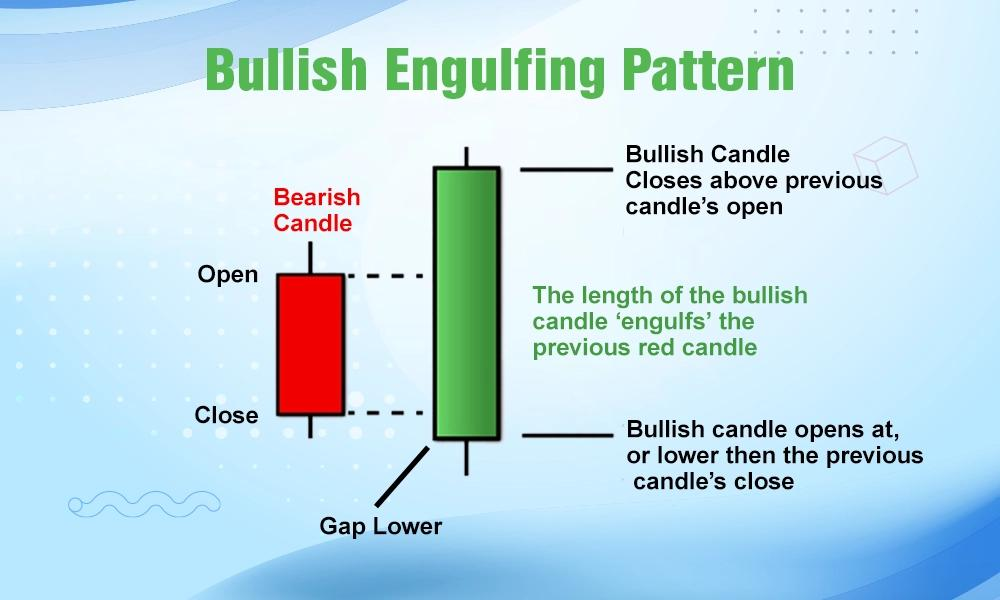 Bullish Engulfing Pattern
Bearish
Candle
Open
Close
Gap Lower
Bullish Candle
Closes above previous
candle’s open
The length of the bullish
candle ‘engulfs’ the
previous red candle
Bullish candle opens at,
or lower then the previous
candle’s close